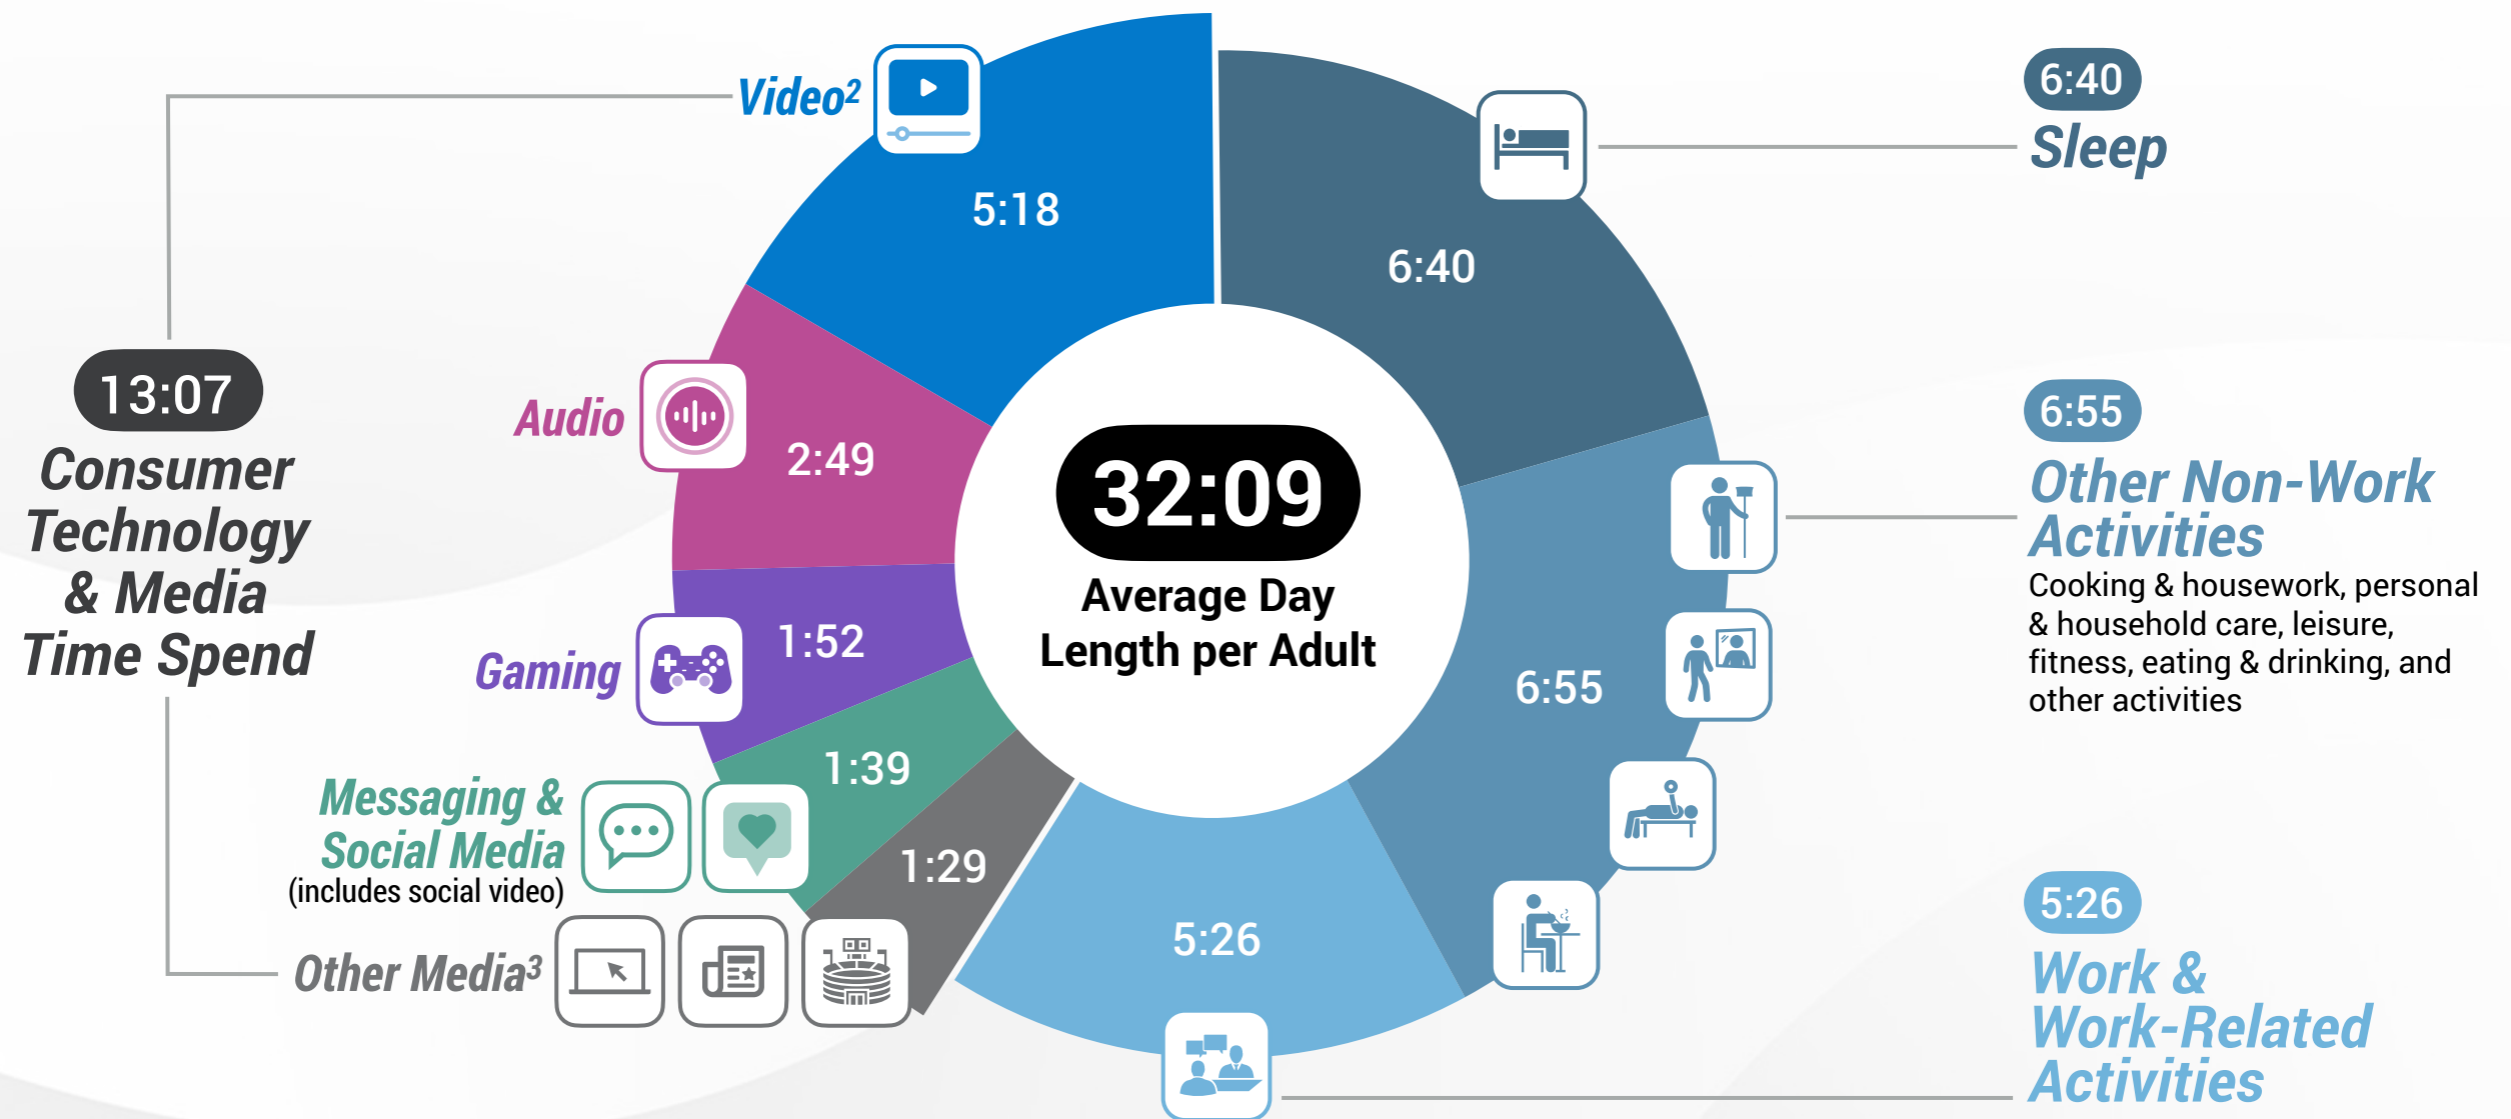 Video2
5:18
Audio
2:49
Gaming
1:52
Messaging &
Social Media
(includes social video)
1:39
Other Media3
1:29
13:07
Consumer
Technology
& Media
Time Spend
32:09
Average Day
Length per Adult
6:40
6:55
5:26
6:40
Sleep
6:55
Other Non-Work
Activities
Cooking & housework, personal
& household care, leisure,
fitness, eating & drinking, and
other activities
5:26
Work &
Work-Related
Activities